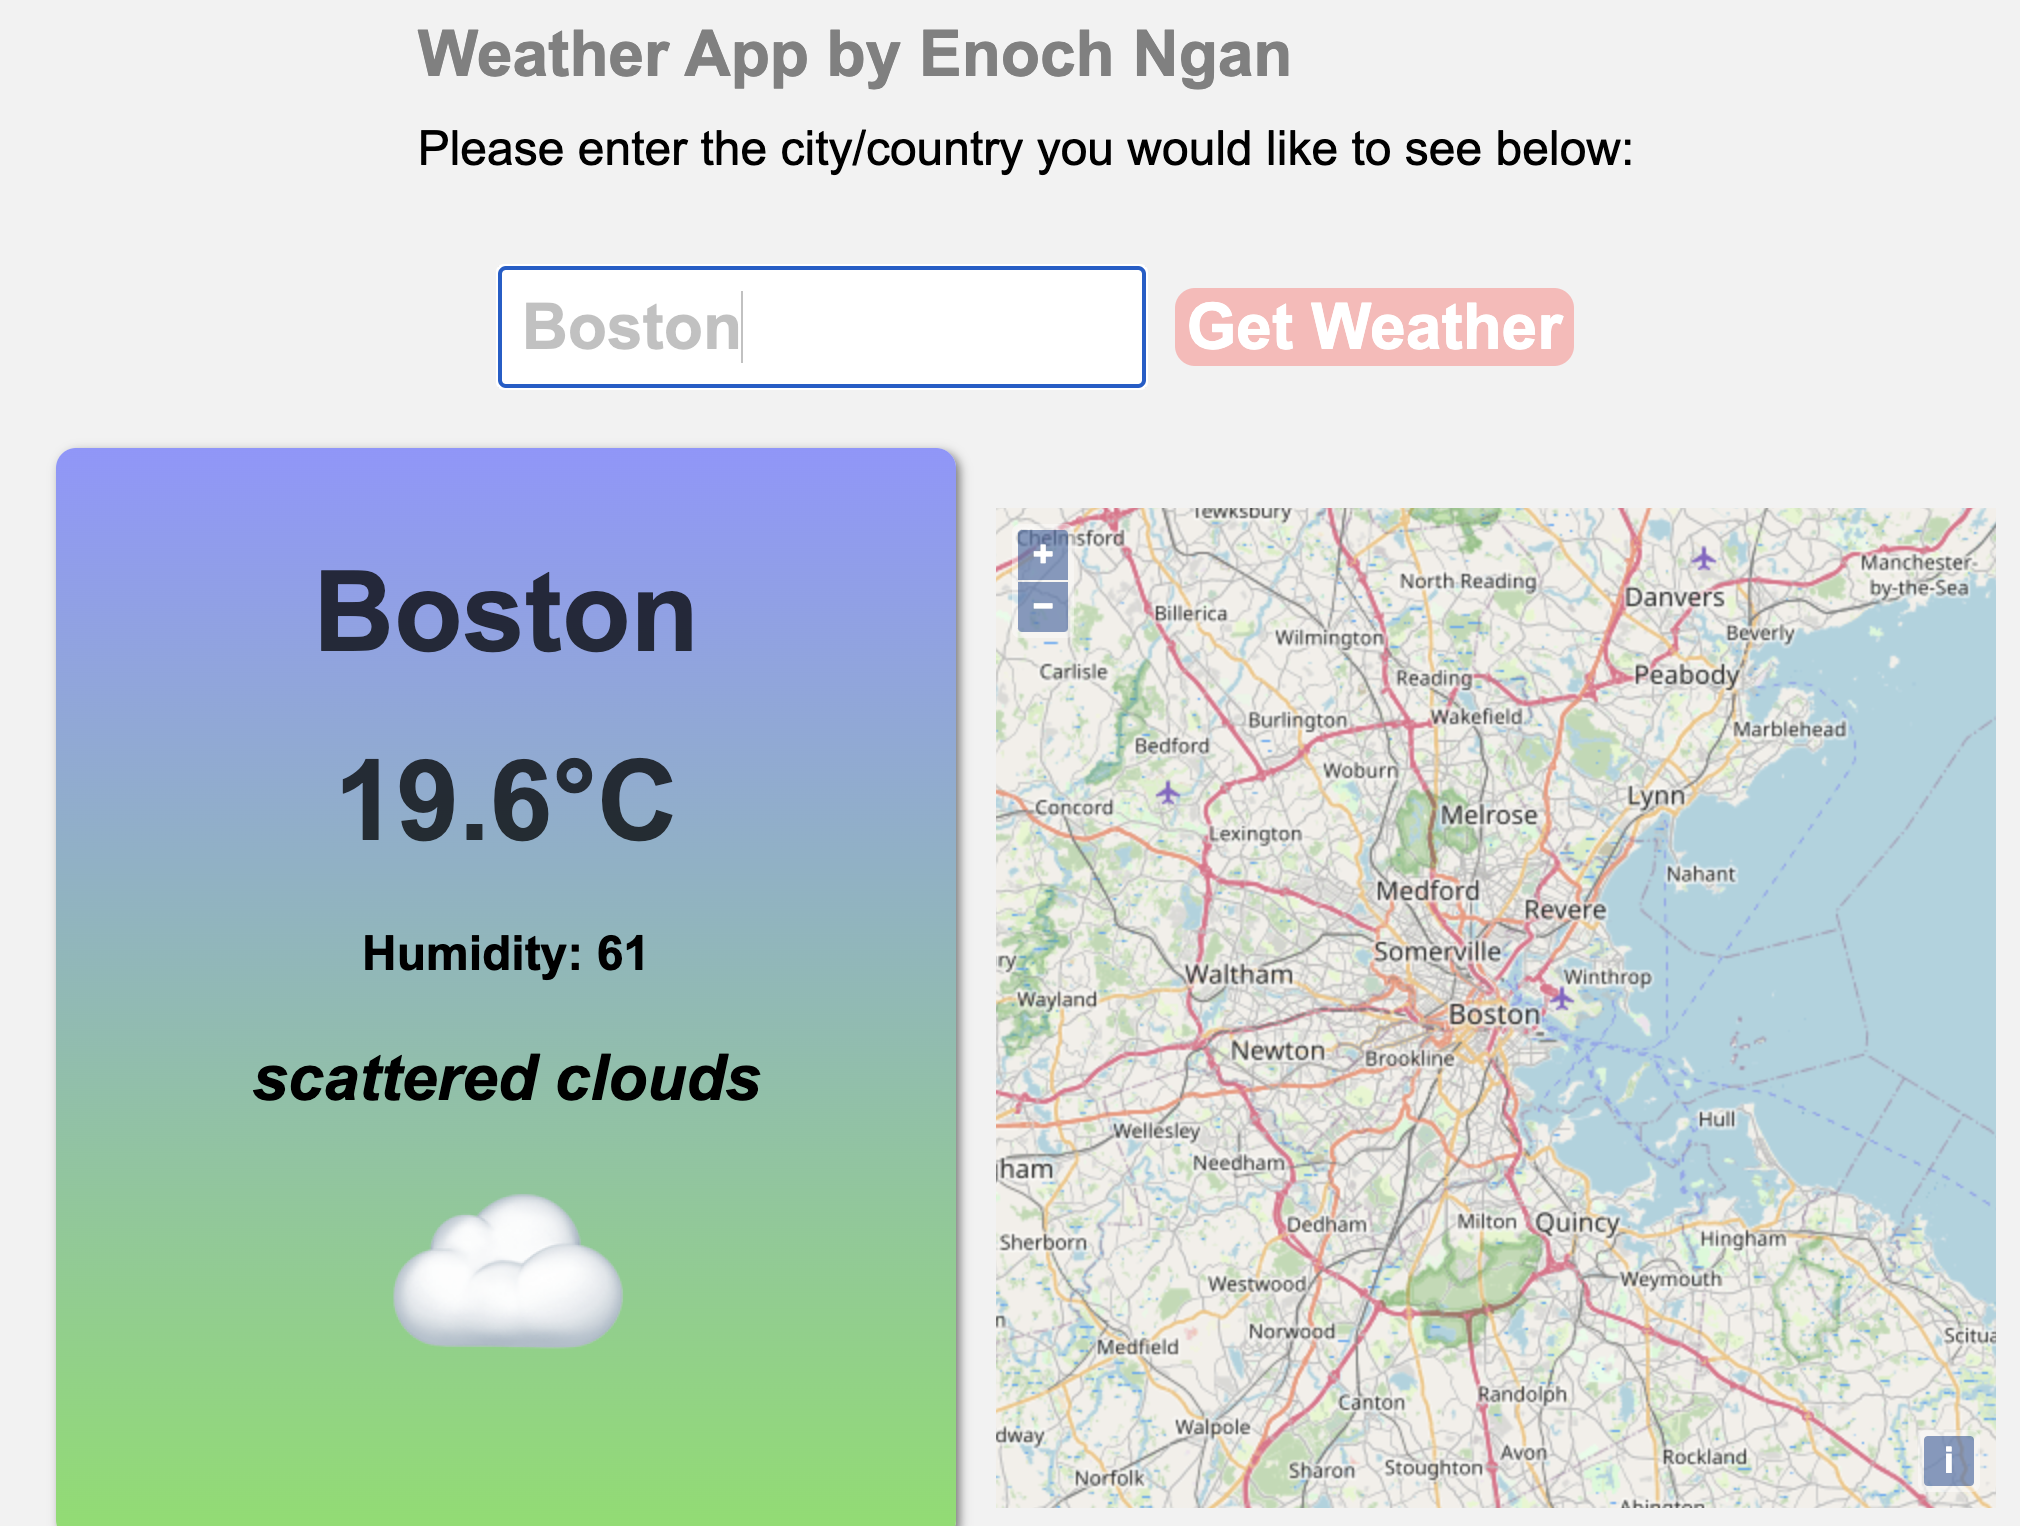 Weather App by Enoch Ngan
Please enter the city/country you would like to see below:
Boston
Get Weather
Boston
19.6°C
Humidity: 61
scattered clouds
+
−
Tewksbury
Chelmsford
Manchester-
by-the-Sea
North Reading
Danvers
Billerica
Wilmington
Beverly
Carlisle
Reading
Peabody
Burlington
Wakefield
Marblehead
Bedford
Woburn
Concord
Lynn
Melrose
Lexington
Nahant
Medford
Revere
Somerville
ry
Waltham
Winthrop
Wayland
Boston
Newton
Brookline
Hull
Wellesley
Needham
ham
Dedham
Milton
Quincy
Sherborn
Hingham
Westwood
Weymouth
n
Norwood
Scitua
Medfield
Canton
Randolph
Walpole
dway
Avon
Rockland
Norfolk
Sharon
Stoughton
i
Abington